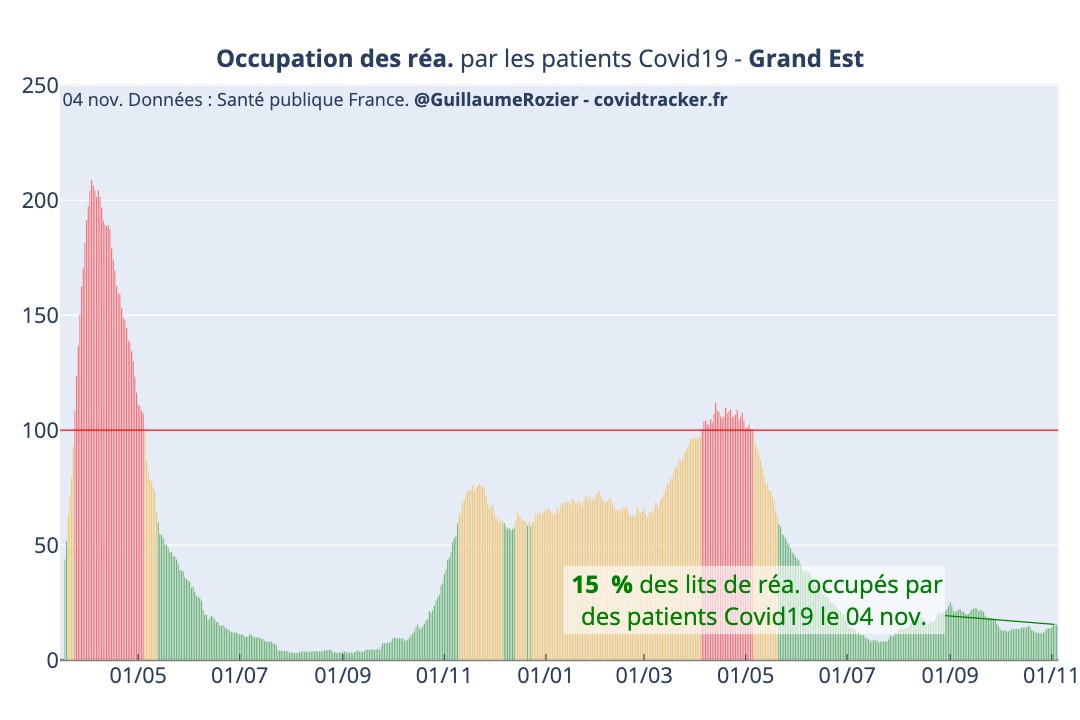 Occupation des réa. par les patients Covid19 - Grand Est
250
04 nov. Données : Santé publique France. @GuillaumeRozier - covidtracker.fr
200
150
100
50
15 % des lits de réa. occupés par
des patients Covid19 le 04 nov.
0
01/05 01/07 01/09 01/11 01/01 01/03 01/05 01/07 01/09 01/11